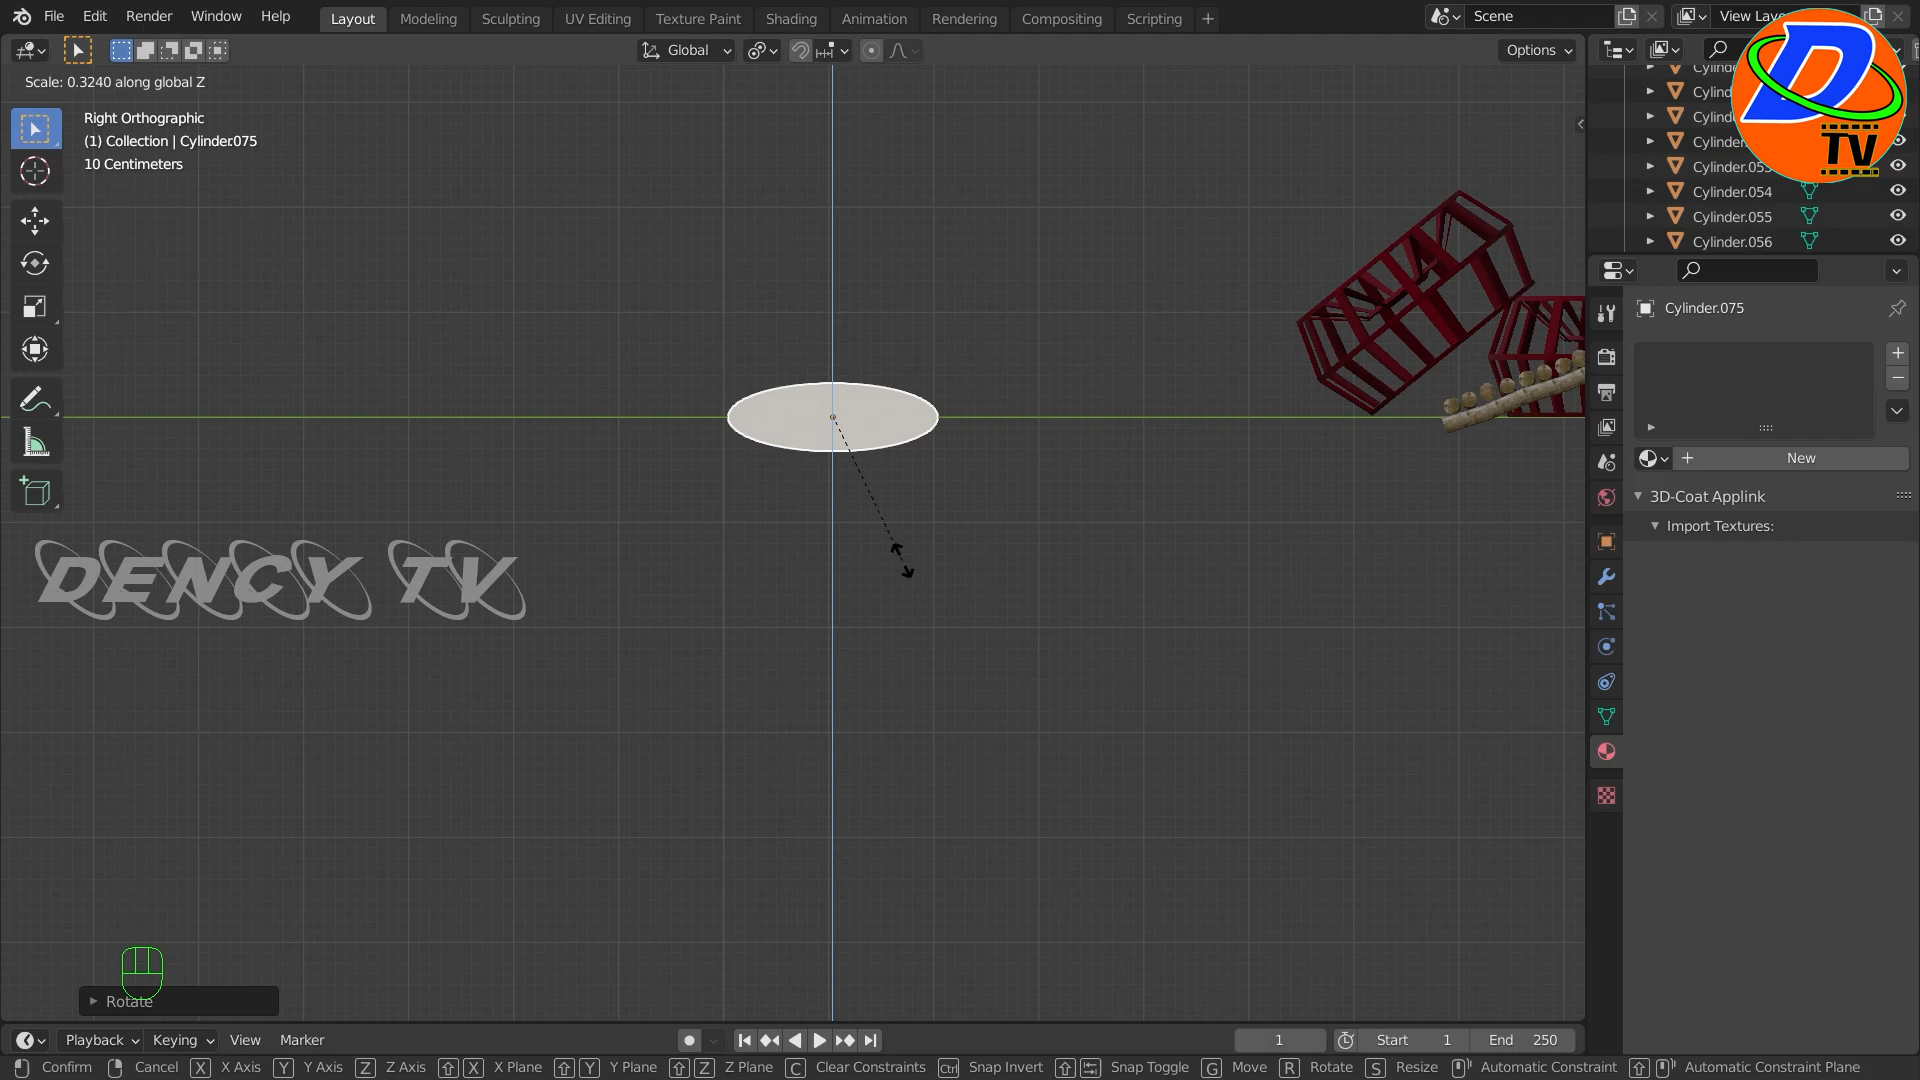 File Edit Render Window Help
Layout Modeling Sculpting UV Editing Texture Paint Shading Animation Rendering Compositing Scripting
Scene
Global
Options
Scale: 0.3240 along global Z
Right Orthographic
(1) Collection | Cylinder.075
10 Centimeters
D
TV
Cylinder.054
Cylinder.055
Cylinder.056
Cylinder.075
New
3D-Coat Applink
Import Textures:
DENCY TV
Rotate
Playback Keying View Marker
1 Start 1 End 250
Confirm Cancel X X Axis Y Y Axis Z Z Axis X X Plane Y Y Plane Z Z Plane C Clear Constraints Ctrl Snap Invert Snap Toggle G Move R Rotate S Resize Automatic Constraint Automatic Constraint Plane